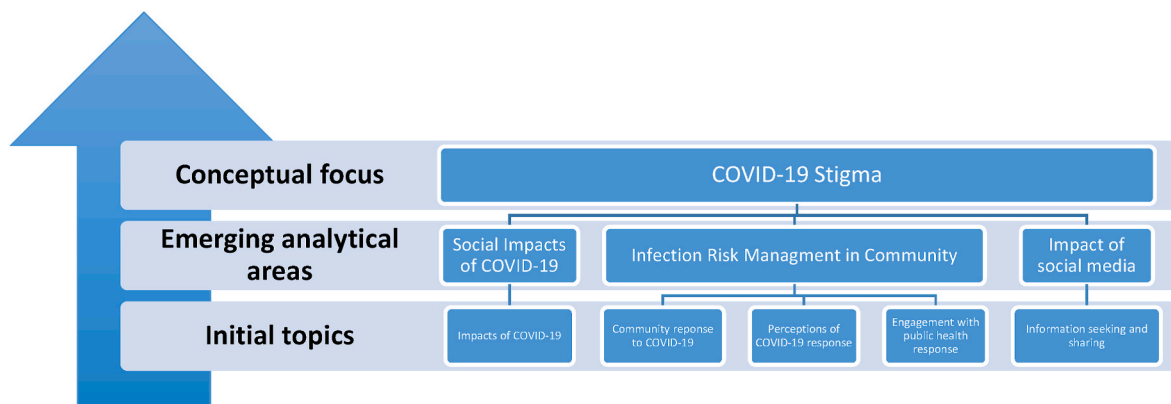 Conceptual focus
COVID-19 Stigma
Emerging analytical
areas
Social Impacts
of COVID-19
Infection Risk Managment in Community
Impact of
social media
Initial topics
Impacts of COVID-19
Community reponse
to COVID-19
Perceptions of
COVID-19 response
Engagement with
public health
response
Information seeking and
sharing